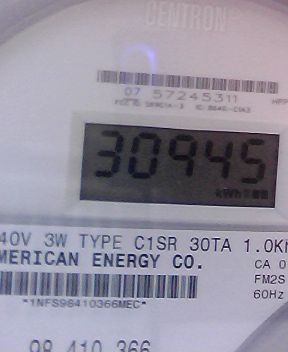 CENTRON®
07 57245311
30945
kWh
40V 3W TYPE C1SR 30TA 1.0K
MERICAN ENERGY CO.
CA 0
FM2S
60Hz
*1NFS98410366MEC*
98 410 366